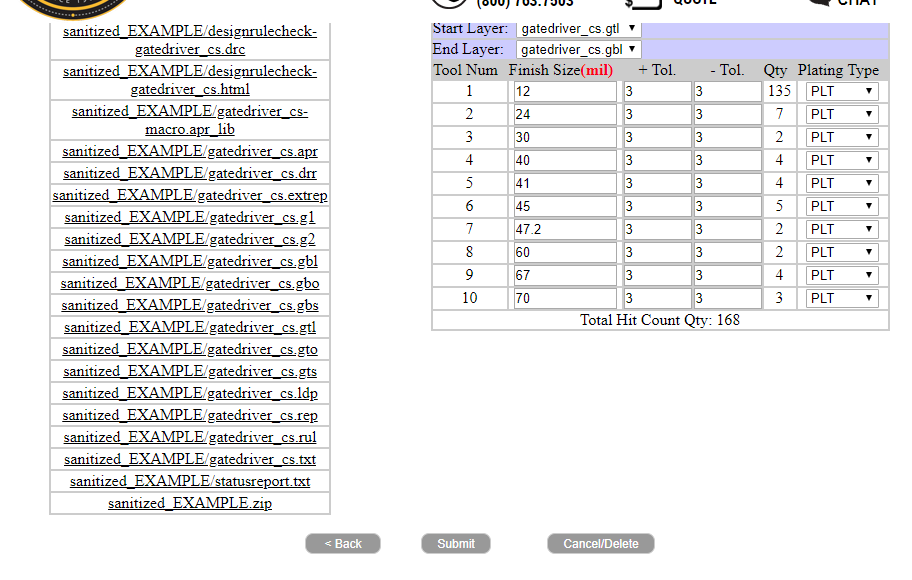 (800) 763.7503
$
QUOTE
CHAT
sanitized_EXAMPLE/designrulecheck-
gatedriver_cs.drc
sanitized_EXAMPLE/designrulecheck-
gatedriver_cs.html
sanitized_EXAMPLE/gatedriver_cs-
macro.apr_lib
sanitized_EXAMPLE/gatedriver_cs.apr
sanitized_EXAMPLE/gatedriver_cs.drr
sanitized_EXAMPLE/gatedriver_cs.extrep
sanitized_EXAMPLE/gatedriver_cs.g1
sanitized_EXAMPLE/gatedriver_cs.g2
sanitized_EXAMPLE/gatedriver_cs.gbl
sanitized_EXAMPLE/gatedriver_cs.gbo
sanitized_EXAMPLE/gatedriver_cs.gbs
sanitized_EXAMPLE/gatedriver_cs.gtl
sanitized_EXAMPLE/gatedriver_cs.gto
sanitized_EXAMPLE/gatedriver_cs.gts
sanitized_EXAMPLE/gatedriver_cs.ldp
sanitized_EXAMPLE/gatedriver_cs.rep
sanitized_EXAMPLE/gatedriver_cs.rul
sanitized_EXAMPLE/gatedriver_cs.txt
sanitized_EXAMPLE/statusreport.txt
sanitized_EXAMPLE.zip
Start Layer: gatedriver_cs.gtl
End Layer: gatedriver_cs.gbl
Tool Num Finish Size(mil) + Tol. - Tol. Qty Plating Type
1 12 3 3 135 PLT
2 24 3 3 7 PLT
3 30 3 3 2 PLT
4 40 3 3 4 PLT
5 41 3 3 4 PLT
6 45 3 3 5 PLT
7 47.2 3 3 2 PLT
8 60 3 3 2 PLT
9 67 3 3 4 PLT
10 70 3 3 3 PLT
Total Hit Count Qty: 168
< Back
Submit
Cancel/Delete